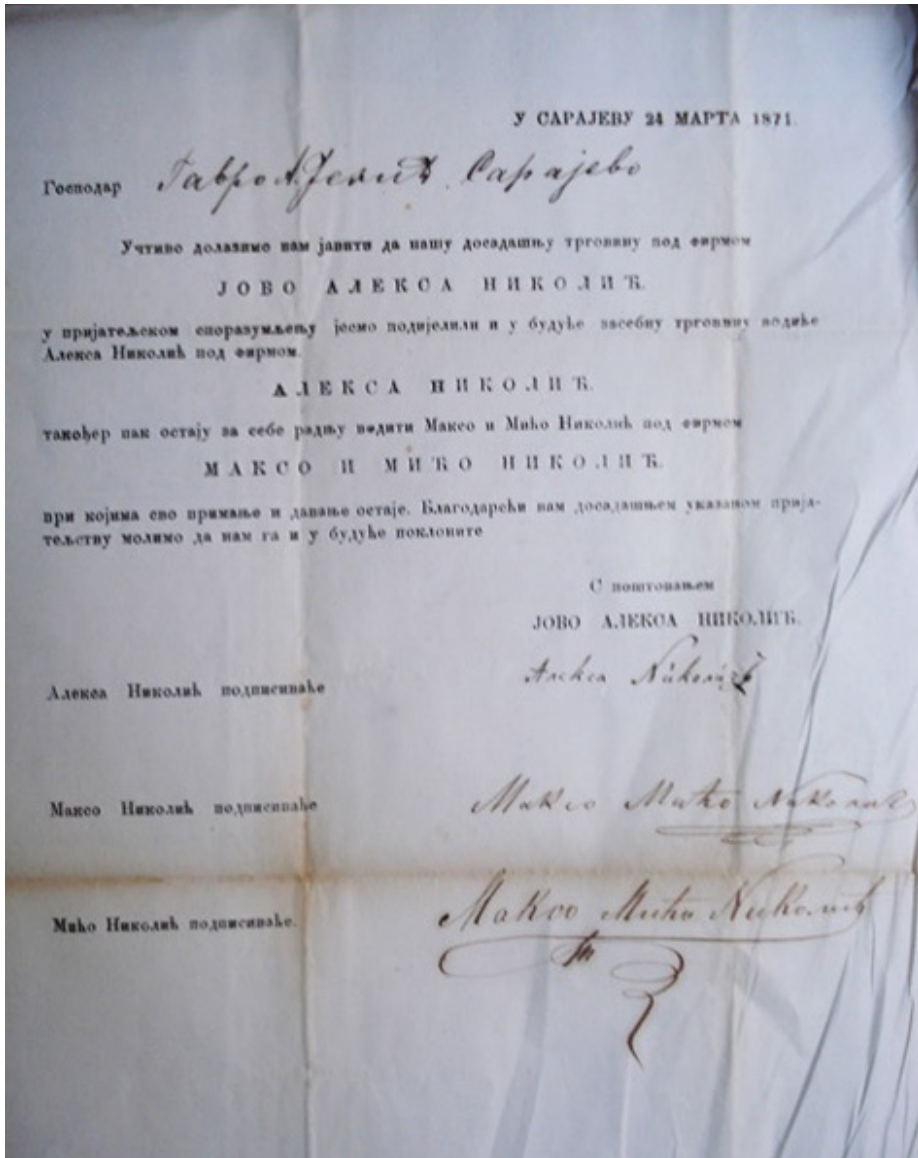 У САРАЈЕВУ 24 МАРТА 1871.
Господар Гавро А. Јелић Сарајево
Учтиво долазимо вам јавити да нашу досадашњу трговину под фирмом
ЈОВО АЛЕКСА НИКОЛИЋ.
у пријатељском споразумљењу јесмо подијелили и у будуће засебну трговину водиће
Алекса Николић под фирмом.
АЛЕКСА НИКОЛИЋ.
такођер пак остају за себе радњу водити Максо и Мићо Николић под фирмом
МАКСО И МИЋО НИКОЛИЋ.
при којима сво примање и давање остаје. Благодарећи вам досадашњем указаном прија-
тељству молимо да нам га и у будуће поклоните
С поштовањем
ЈОВО АЛЕКСА НИКОЛИЋ.
Алекса Николић подписиваће Алекса Николић
Максо Николић подписиваће Максо Мићо Николић
Мићо Николић подписиваће. Максо Мићо Николић